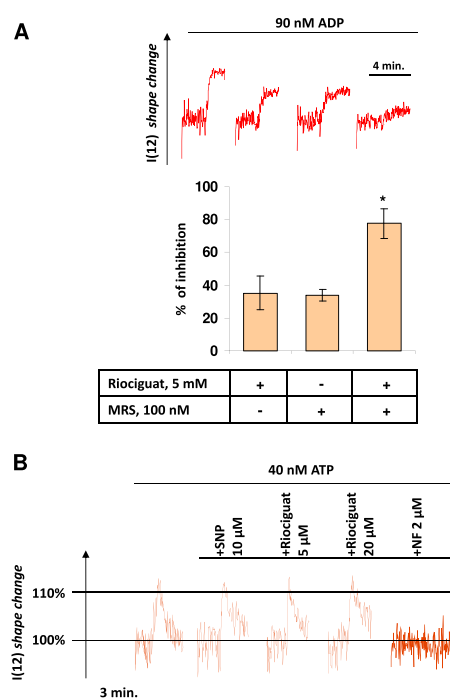 A
90 nM ADP
4 min.
I(12) shape change
100
80
60
40
20
0
% of inhibition
*
Riociguat, 5 mM + - +
MRS, 100 nM - + +
B
40 nM ATP
+SNP
10 µM
+Riociguat
5 µM
+Riociguat
20 µM
+NF 2 µM
I(12) shape change
110%
100%
3 min.